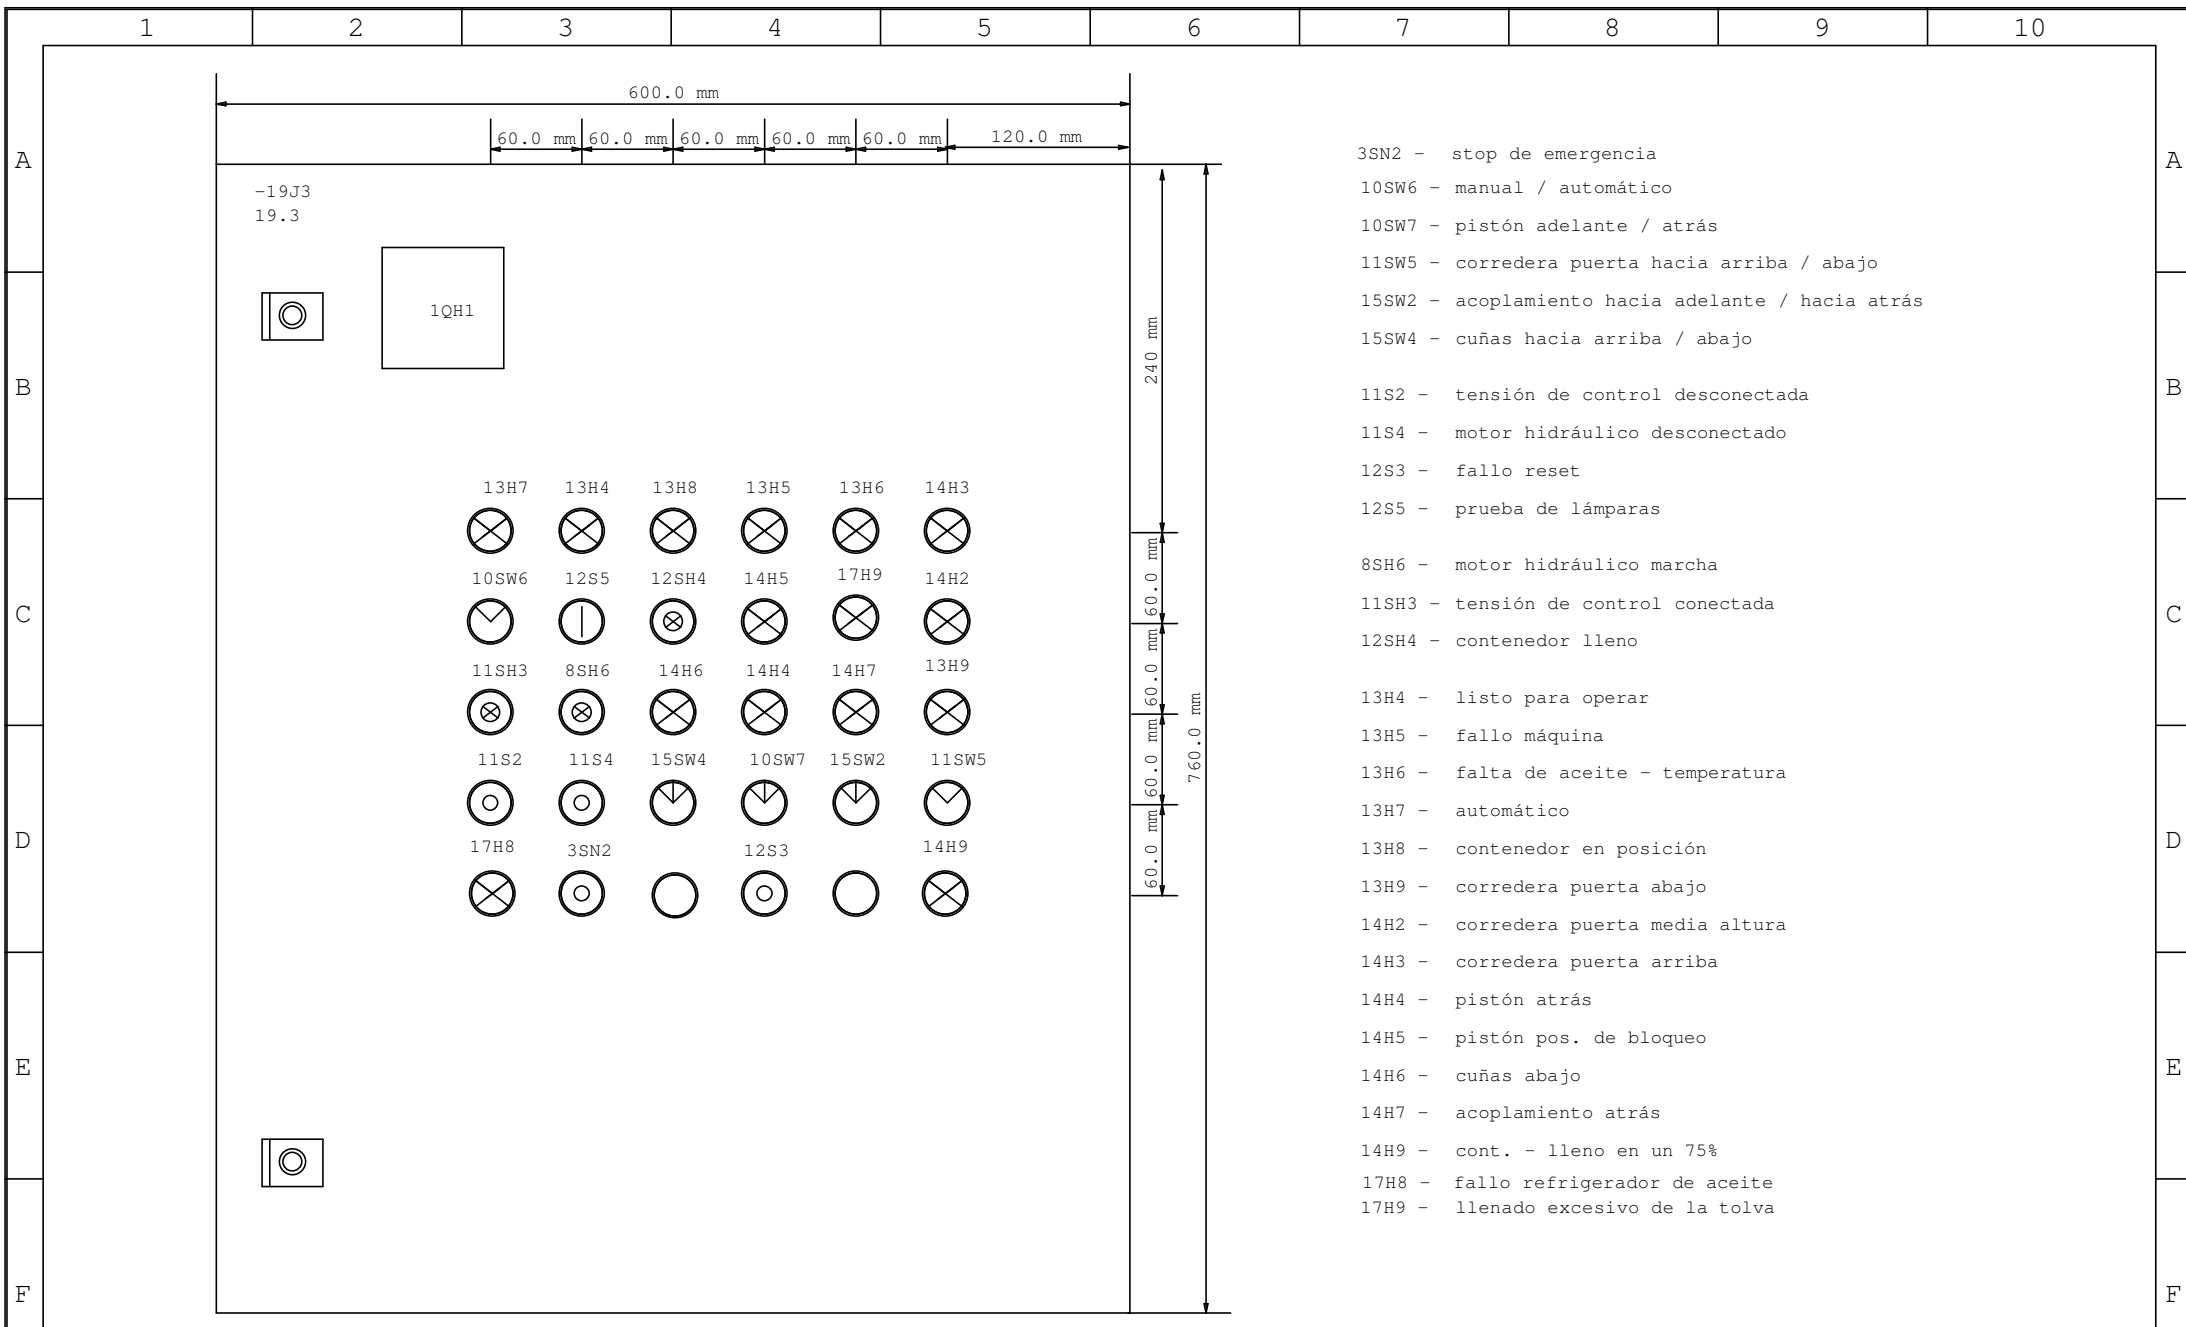 1 2 3 4 5 6 7 8 9 10
600.0 mm
60.0 mm 60.0 mm 60.0 mm 60.0 mm 60.0 mm 120.0 mm
A A
-19J3
19.3
1QH1
240 mm
B B
13H7 13H4 13H8 13H5 13H6 14H3
10SW6 12S5 12SH4 14H5 17H9 14H2
60.0 mm
C C
11SH3 8SH6 14H6 14H4 14H7 13H9
60.0 mm
11S2 11S4 15SW4 10SW7 15SW2 11SW5
60.0 mm
760.0 mm
D D
17H8 3SN2 12S3 14H9
60.0 mm
E E
F F
3SN2 - stop de emergencia
10SW6 - manual / automático
10SW7 - pistón adelante / atrás
11SW5 - corredera puerta hacia arriba / abajo
15SW2 - acoplamiento hacia adelante / hacia atrás
15SW4 - cuñas hacia arriba / abajo
11S2 - tensión de control desconectada
11S4 - motor hidráulico desconectado
12S3 - fallo reset
12S5 - prueba de lámparas
8SH6 - motor hidráulico marcha
11SH3 - tensión de control conectada
12SH4 - contenedor lleno
13H4 - listo para operar
13H5 - fallo máquina
13H6 - falta de aceite - temperatura
13H7 - automático
13H8 - contenedor en posición
13H9 - corredera puerta abajo
14H2 - corredera puerta media altura
14H3 - corredera puerta arriba
14H4 - pistón atrás
14H5 - pistón pos. de bloqueo
14H6 - cuñas abajo
14H7 - acoplamiento atrás
14H9 - cont. - lleno en un 75%
17H8 - fallo refrigerador de aceite
17H9 - llenado excesivo de la tolva